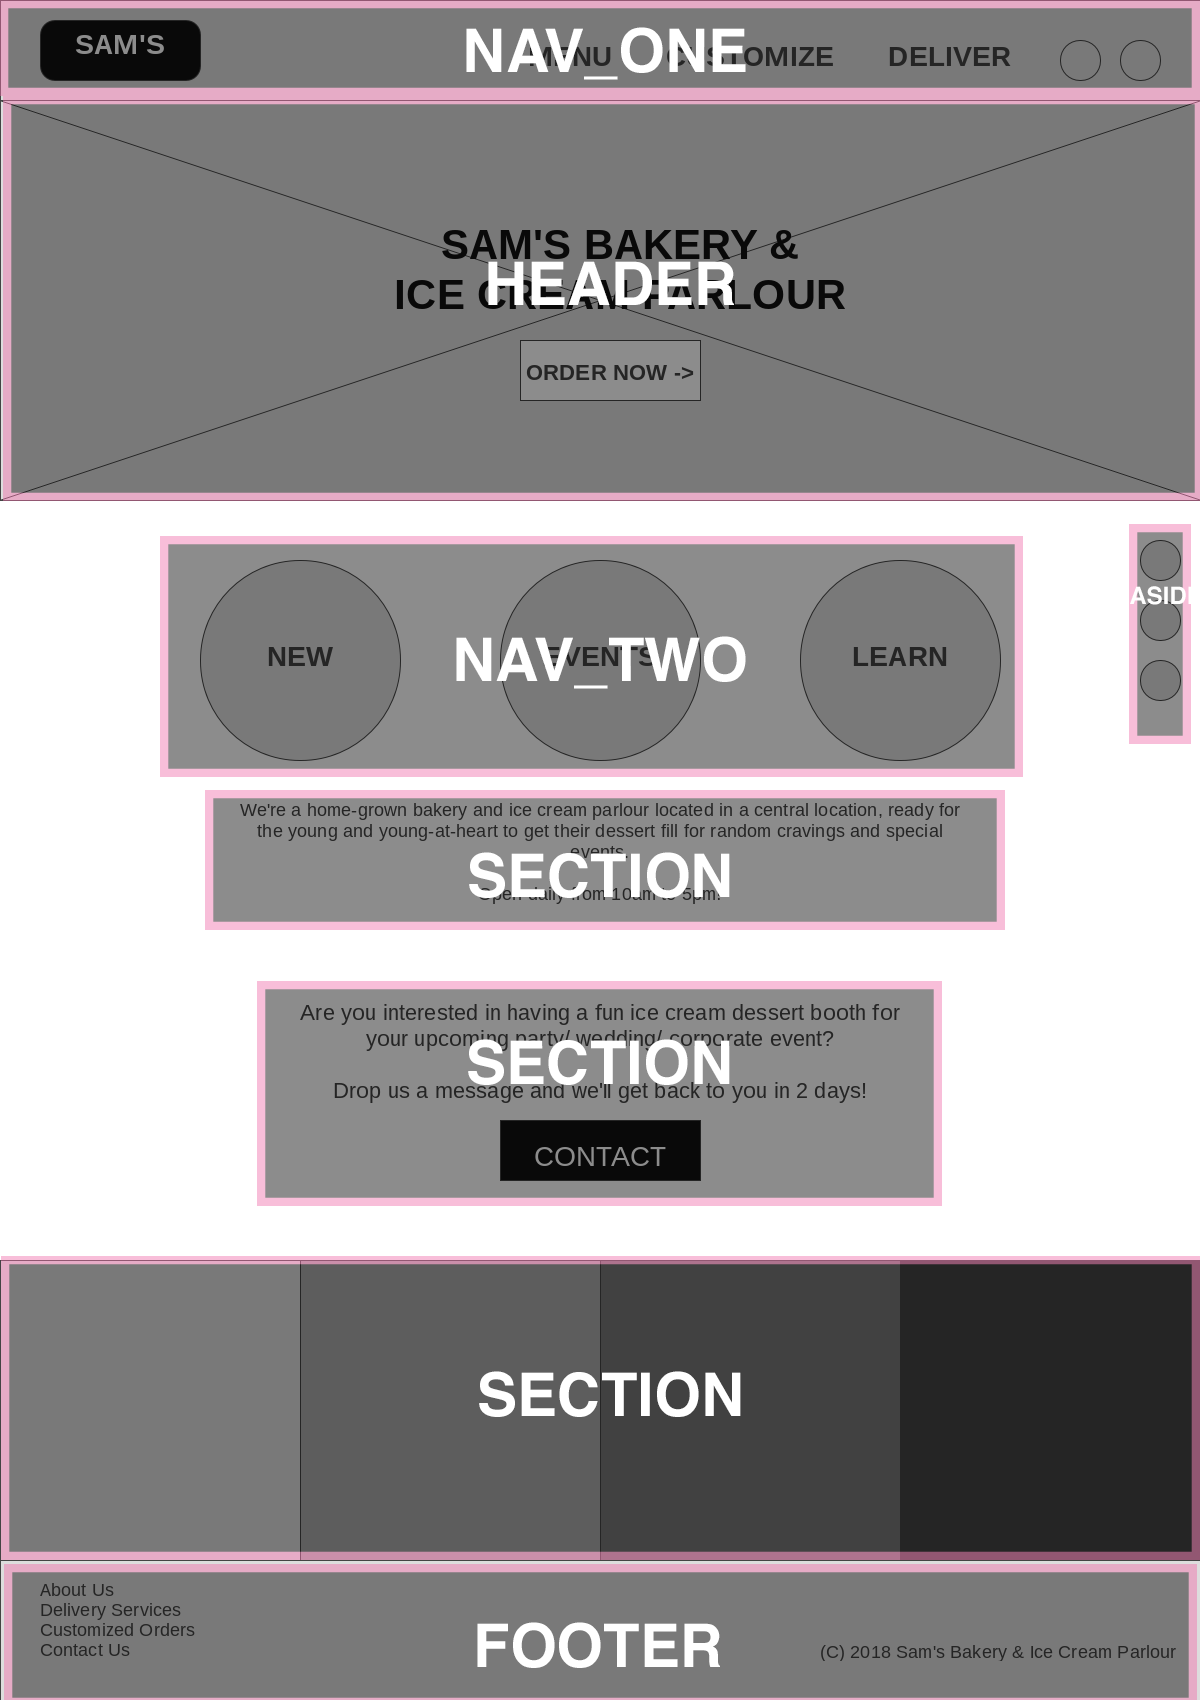 SAM'S
MENU CUSTOMIZE DELIVER
NAV_ONE
SAM'S BAKERY &
ICE CREAM PARLOUR
HEADER
ORDER NOW ->
NEW EVENTS LEARN
NAV_TWO
ASIDE
We're a home-grown bakery and ice cream parlour located in a central location, ready for
the young and young-at-heart to get their dessert fill for random cravings and special
events.
SECTION
Open daily from 10am to 5pm!
Are you interested in having a fun ice cream dessert booth for
your upcoming party/ wedding/ corporate event?
SECTION
Drop us a message and we'll get back to you in 2 days!
CONTACT
SECTION
About Us
Delivery Services
Customized Orders
Contact Us
FOOTER
(C) 2018 Sam's Bakery & Ice Cream Parlour